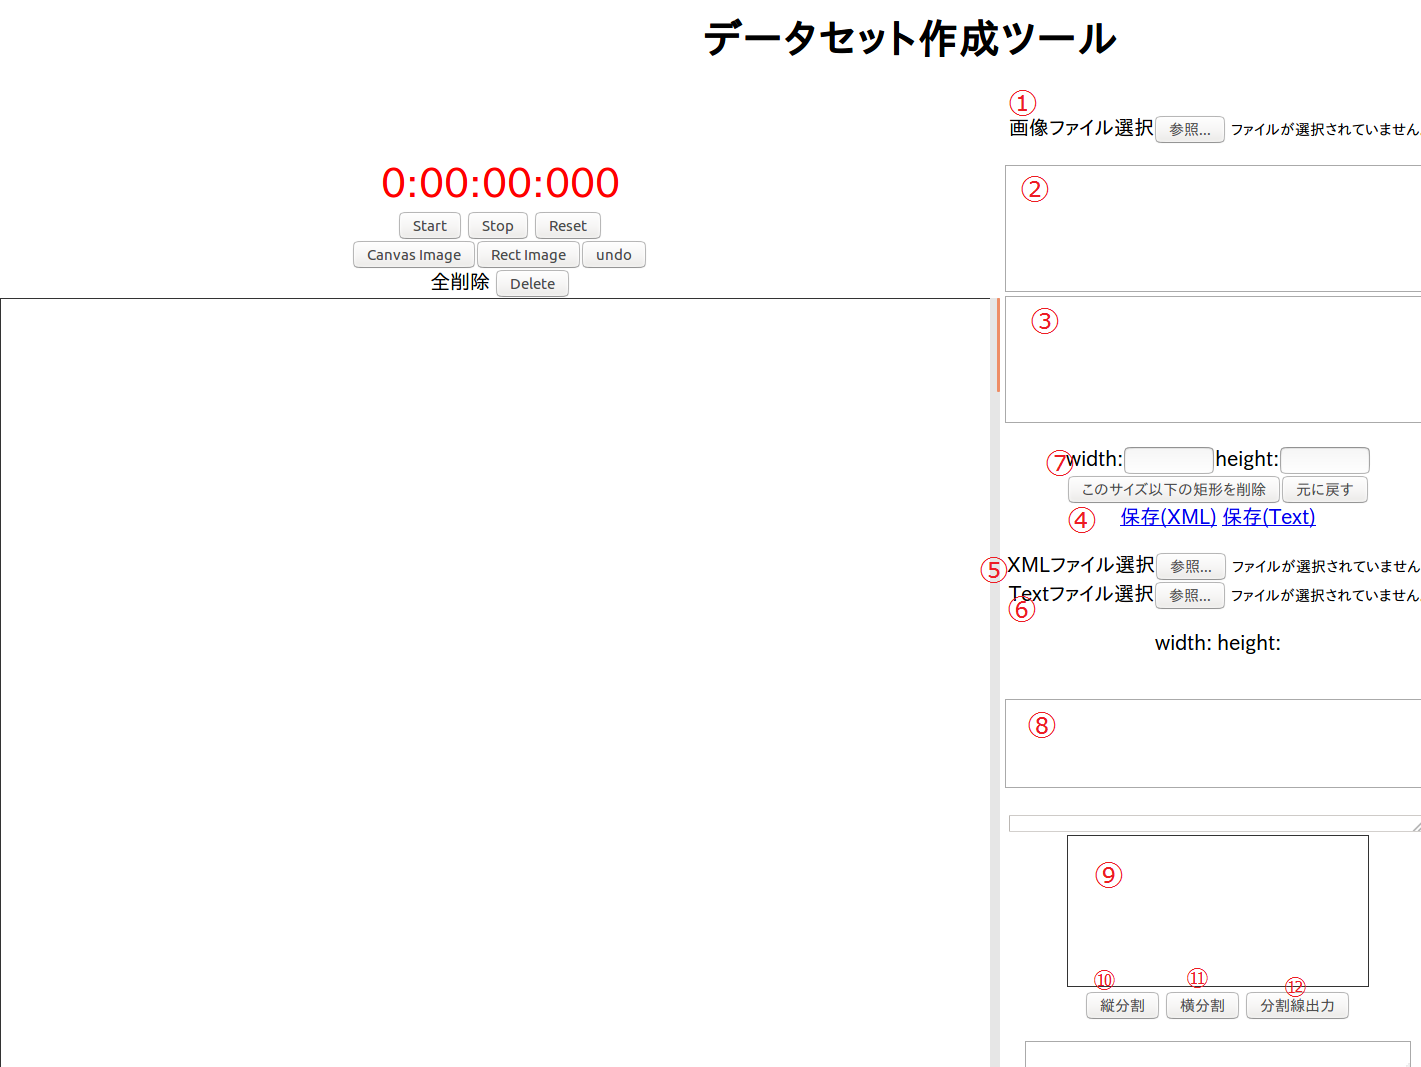 データセット作成ツール
0:00:00:000
Start Stop Reset
Canvas Image Rect Image undo
全削除 Delete
①
画像ファイル選択 参照... ファイルが選択されていません。
②
③
⑦ width: height:
このサイズ以下の矩形を削除 元に戻す
④ 保存(XML) 保存(Text)
⑤ XMLファイル選択 参照... ファイルが選択されていません
Textファイル選択 参照... ファイルが選択されていません。
⑥
width: height:
⑧
⑨
⑩ ⑪ ⑫
縦分割 横分割 分割線出力